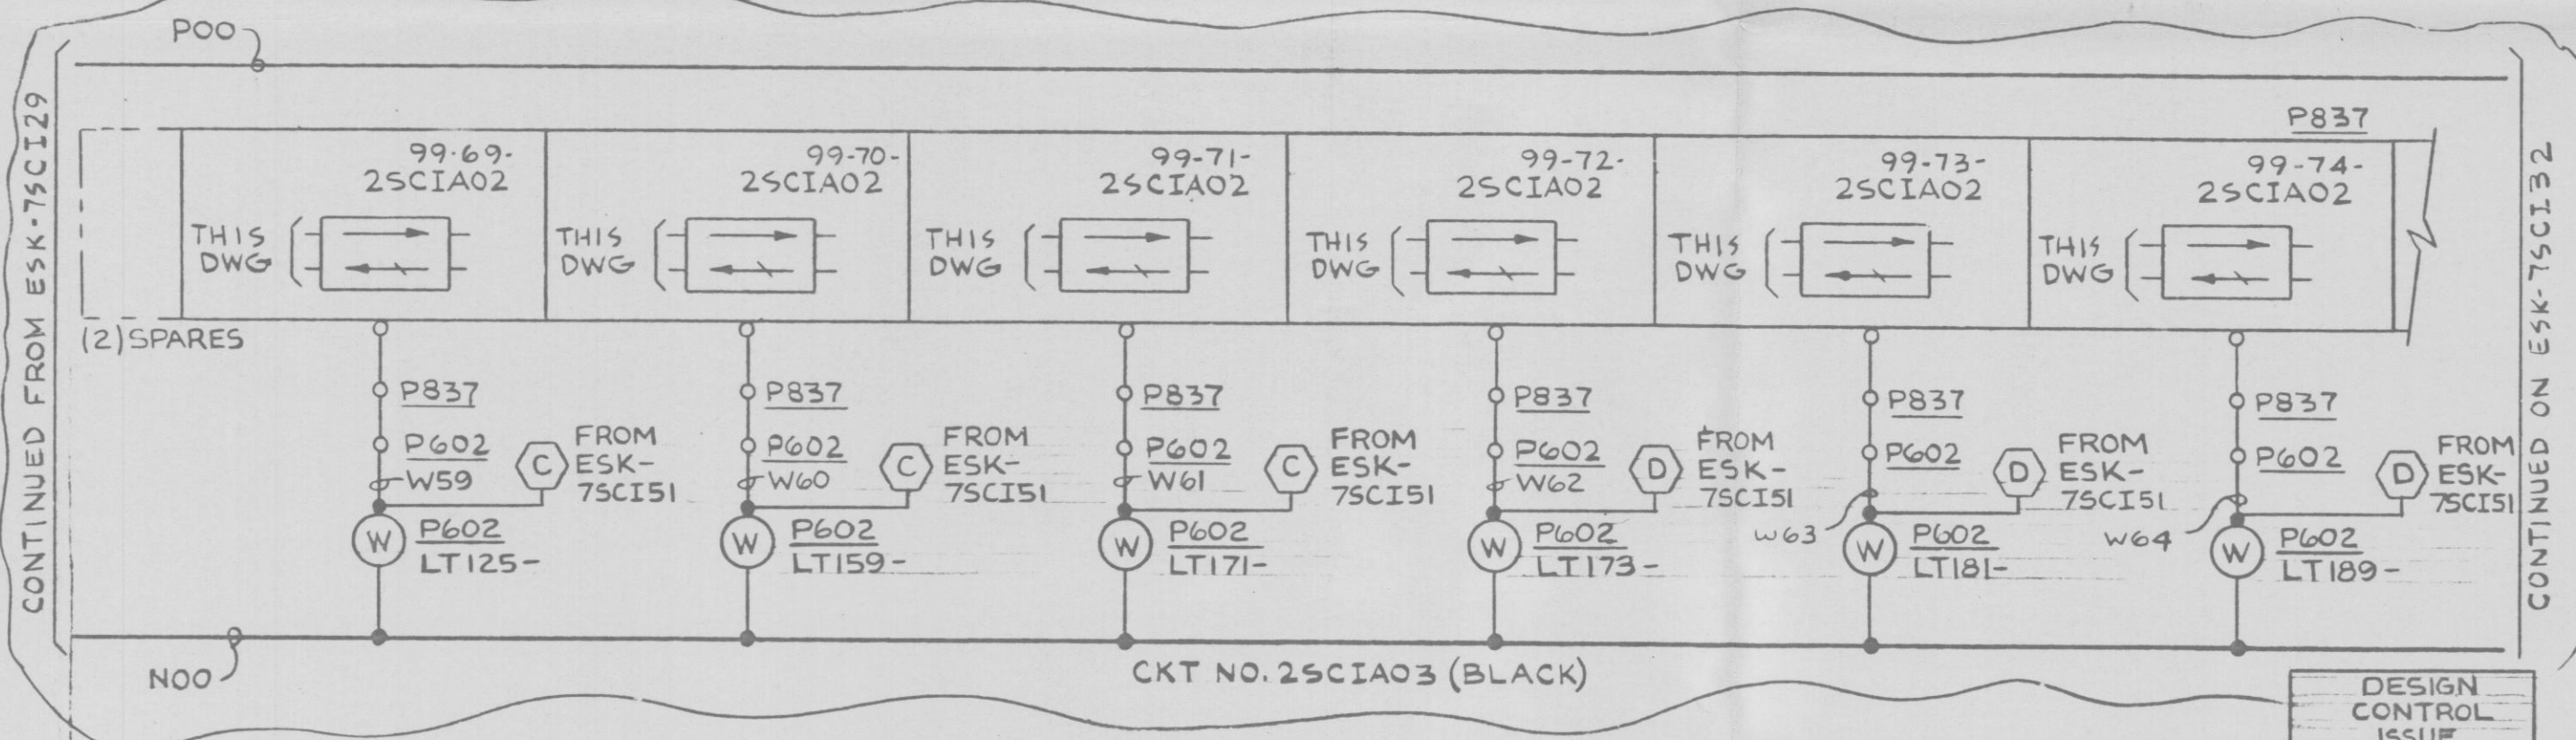 P00
CONTINUED FROM ESK-7SCI29
P837
99-69-
2SCIA02
THIS
DWG
99-70-
2SCIA02
THIS
DWG
99-71-
2SCIA02
THIS
DWG
99-72-
2SCIA02
THIS
DWG
99-73-
2SCIA02
THIS
DWG
99-74-
2SCIA02
THIS
DWG
(2) SPARES
P837
P602
W59
C
FROM
ESK-
7SCI51
W
P602
LT125-
P837
P602
W60
C
FROM
ESK-
7SCI51
W
P602
LT159-
P837
P602
W61
C
FROM
ESK-
7SCI51
W
P602
LT171-
P837
P602
W62
D
FROM
ESK-
7SCI51
W
P602
LT173-
P837
P602
W63
D
FROM
ESK-
7SCI51
W
P602
LT181-
P837
P602
W64
D
FROM
ESK-
7SCI51
W
P602
LT189-
CONTINUED ON ESK-7SCI32
N00
CKT NO. 2SCIA03 (BLACK)
DESIGN
CONTROL
ISSUE